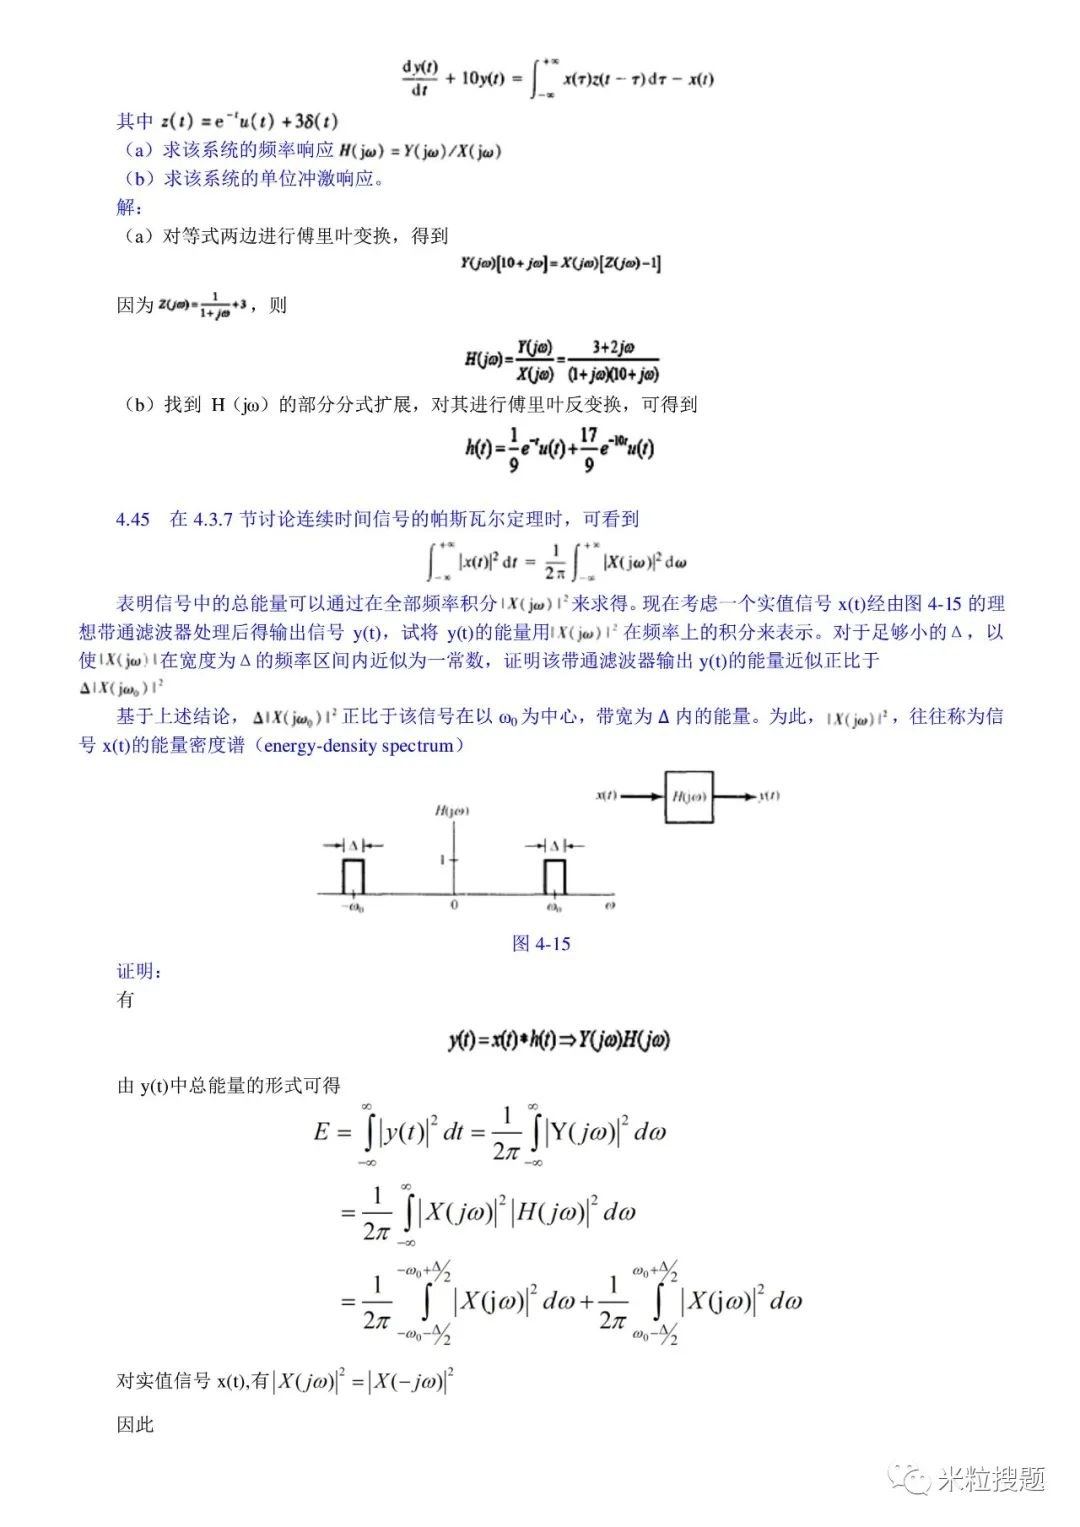 dy(t)/dt + 10y(t) = ∫_{-∞}^{+∞} x(τ)z(t − τ)dτ − x(t)
其中 z(t) = e^{-t}u(t) + 3δ(t)
（a）求该系统的频率响应 H(jω) = Y(jω)/X(jω)
（b）求该系统的单位冲激响应。
解：
（a）对等式两边进行傅里叶变换，得到
Y(jω)[10+jω]=X(jω)[Z(jω)−1]
因为 Z(jω)=1/(1+jω)+3，则
H(jω)=Y(jω)/X(jω)=(3+2jω)/((1+jω)(10+jω))
（b）找到 H（jω）的部分分式扩展，对其进行傅里叶反变换，可得到
h(t)=1/9 e^{-t}u(t)+17/9 e^{-10t}u(t)
4.45 在 4.3.7 节讨论连续时间信号的帕斯瓦尔定理时，可看到
∫_{-∞}^{+∞} |x(t)|² dt = 1/2π ∫_{-∞}^{+∞} |X(jω)|² dω
表明信号中的总能量可以通过在全部频率积分 |X(jω)|² 来求得。现在考虑一个实值信号 x(t)经由图 4-15 的理
想带通滤波器处理后得输出信号 y(t)，试将 y(t)的能量用 |X(jω)|² 在频率上的积分来表示。对于足够小的 Δ，以
使 |X(jω)| 在宽度为 Δ 的频率区间内近似为一常数，证明该带通滤波器输出 y(t)的能量近似正比于
Δ|X(jω₀)|²
基于上述结论， Δ|X(jω₀)|² 正比于该信号在以 ω₀ 为中心，带宽为 Δ 内的能量。为此， |X(jω)|² ，往往称为信
号 x(t)的能量密度谱（energy-density spectrum）
x(t) H(jω) y(t)
H(jω)
Δ Δ
1
−ω₀ 0 ω₀ ω
图 4-15
证明：
有
y(t)=x(t)*h(t)⇒Y(jω)H(jω)
由 y(t)中总能量的形式可得
E = ∫_{-∞}^{∞} |y(t)|² dt = 1/2π ∫_{-∞}^{∞} |Y(jω)|² dω
= 1/2π ∫_{-∞}^{∞} |X(jω)|² |H(jω)|² dω
= 1/2π ∫_{-ω₀-Δ/2}^{-ω₀+Δ/2} |X(jω)|² dω + 1/2π ∫_{ω₀-Δ/2}^{ω₀+Δ/2} |X(jω)|² dω
对实值信号 x(t),有 |X(jω)|² = |X(−jω)|²
因此
米粒搜题